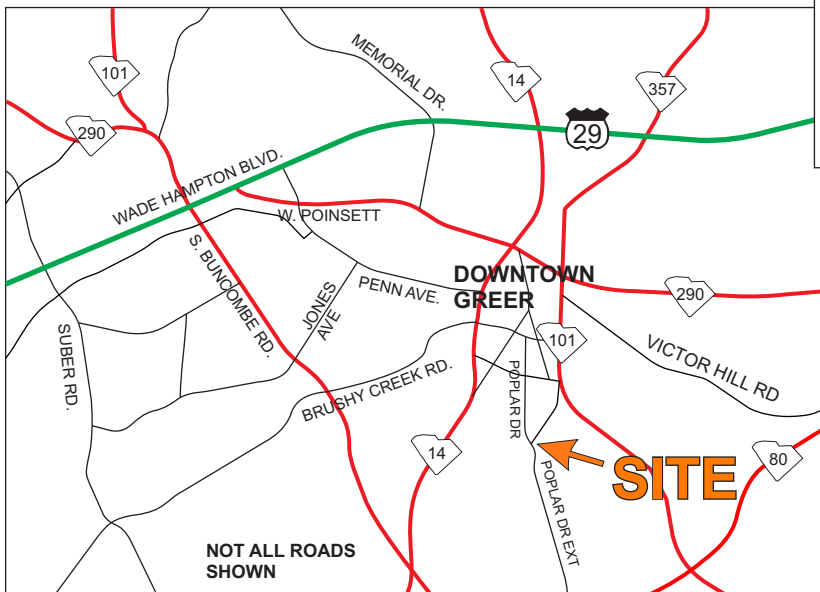 101
MEMORIAL DR.
14
357
290
29
WADE HAMPTON BLVD.
W. POINSETT
S. BUNCOMBE RD.
DOWNTOWN
GREER
PENN AVE.
JONES
AVE
290
SUBER RD.
101
VICTOR HILL RD
POPLAR DR
BRUSHY CREEK RD.
14
80
SITE
POPLAR DR EXT
NOT ALL ROADS
SHOWN